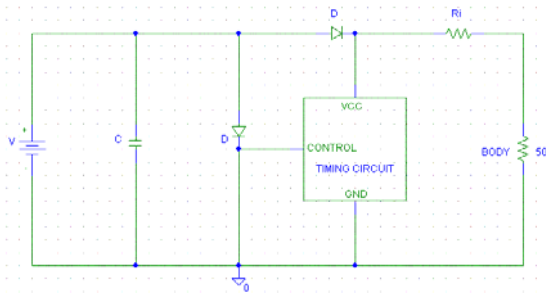 D
Ri
VCC
+
V
C
D
CONTROL
TIMING CIRCUIT
BODY
50
GND
0